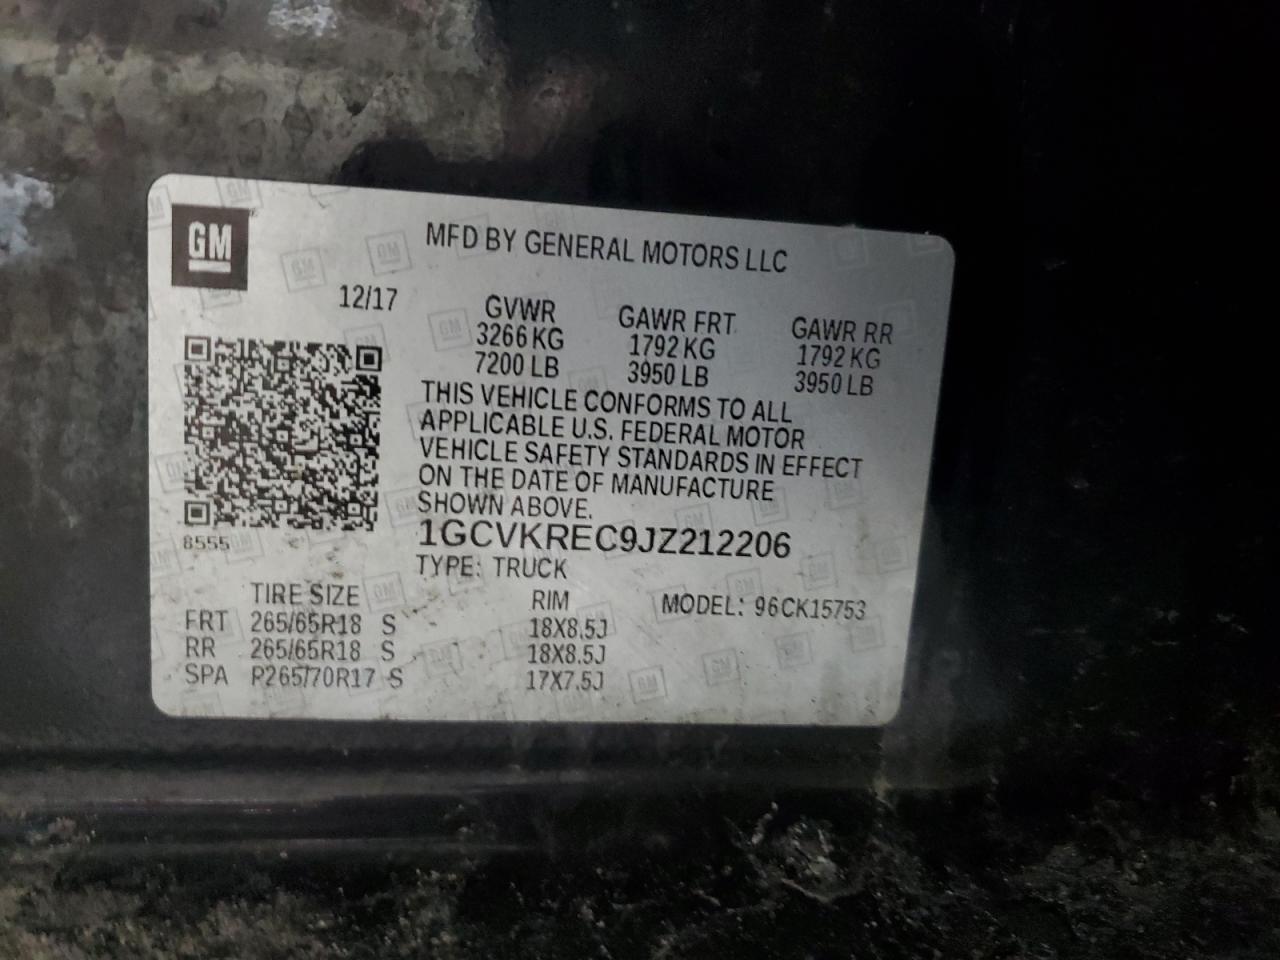 GM
MFD BY GENERAL MOTORS LLC
12/17
GVWR GAWR FRT GAWR RR
3266 KG 1792 KG 1792 KG
7200 LB 3950 LB 3950 LB
THIS VEHICLE CONFORMS TO ALL
APPLICABLE U.S. FEDERAL MOTOR
VEHICLE SAFETY STANDARDS IN EFFECT
ON THE DATE OF MANUFACTURE
SHOWN ABOVE.
8555
1GCVKREC9JZ212206
TYPE: TRUCK
TIRE SIZE RIM MODEL: 96CK15753
FRT 265/65R18 S 18X8.5J
RR 265/65R18 S 18X8.5J
SPA P265/70R17 S 17X7.5J